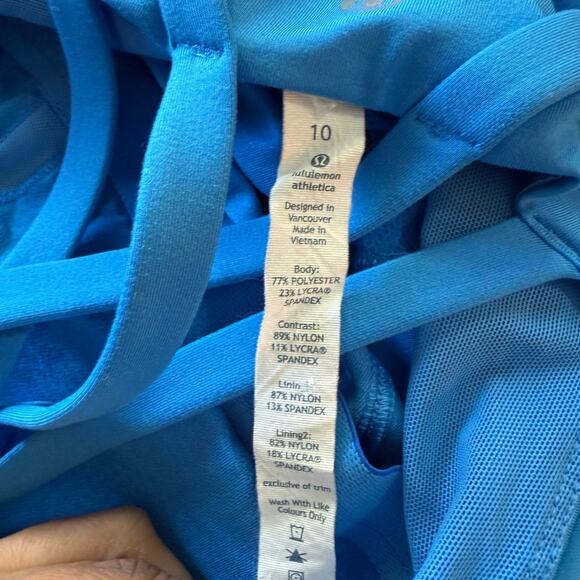 10
lululemon
athletica
Designed in
Vancouver
Made in
Vietnam
Body:
77% POLYESTER
23% LYCRA®
SPANDEX
Contrast:
89% NYLON
11% LYCRA®
SPANDEX
87% NYLON
13% SPANDEX
Lining2:
82% NYLON
18% LYCRA®
SPANDEX
exclusive of trim
Wash With Like
Colours Only